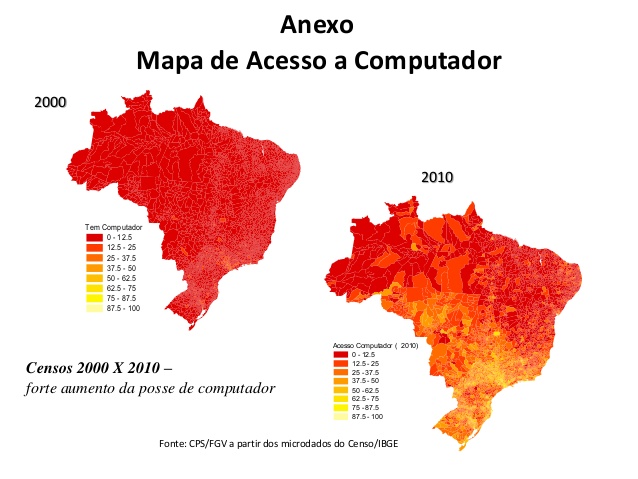 Anexo
Mapa de Acesso a Computador
2000
Tem Computador
0 - 12.5
12.5 - 25
25 - 37.5
37.5 - 50
50 - 62.5
62.5 - 75
75 - 87.5
87.5 - 100
2010
Acesso Computador ( 2010)
0 - 12.5
12.5 - 25
25 - 37.5
37.5 - 50
50 - 62.5
62.5 - 75
75 - 87.5
87.5 - 100
Censos 2000 X 2010 –
forte aumento da posse de computador
Fonte: CPS/FGV a partir dos microdados do Censo/IBGE